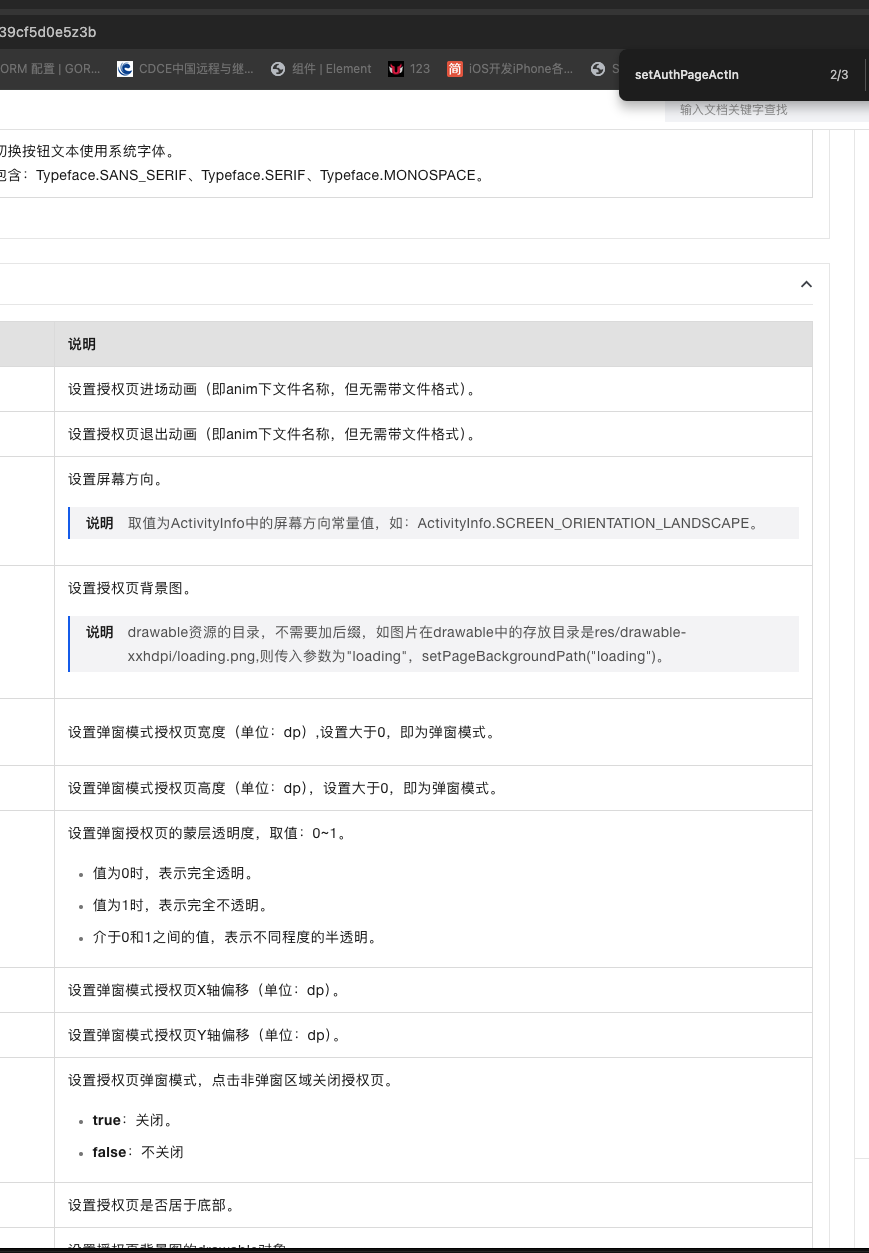 39cf5d0e5z3b
ORM 配置 | GOR... CDCE中国远程与继... 组件 | Element 123 iOS开发iPhone各... S
setAuthPageActIn 2/3
输入文档关键字查找
切换按钮文本使用系统字体。
包含：Typeface.SANS_SERIF、Typeface.SERIF、Typeface.MONOSPACE。
说明
设置授权页进场动画（即anim下文件名称，但无需带文件格式）。
设置授权页退出动画（即anim下文件名称，但无需带文件格式）。
设置屏幕方向。
说明 取值为ActivityInfo中的屏幕方向常量值，如：ActivityInfo.SCREEN_ORIENTATION_LANDSCAPE。
设置授权页背景图。
说明 drawable资源的目录，不需要加后缀，如图片在drawable中的存放目录是res/drawable-
xxhdpi/loading.png,则传入参数为"loading"，setPageBackgroundPath("loading")。
设置弹窗模式授权页宽度（单位：dp）,设置大于0，即为弹窗模式。
设置弹窗模式授权页高度（单位：dp），设置大于0，即为弹窗模式。
设置弹窗授权页的蒙层透明度，取值：0~1。
值为0时，表示完全透明。
值为1时，表示完全不透明。
介于0和1之间的值，表示不同程度的半透明。
设置弹窗模式授权页X轴偏移（单位：dp）。
设置弹窗模式授权页Y轴偏移（单位：dp）。
设置授权页弹窗模式，点击非弹窗区域关闭授权页。
true：关闭。
false：不关闭
设置授权页是否居于底部。
设置授权页背景图的drawable对象